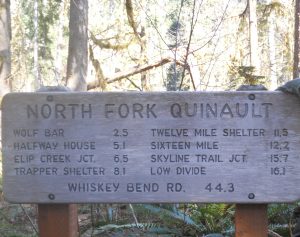 NORTH FORK QUINAULT
WOLF BAR 2.5 TWELVE MILE SHELTER 11.5
HALFWAY HOUSE 5.1 SIXTEEN MILE 12.2
ELIP CREEK JCT. 6.5 SKYLINE TRAIL JCT. 15.7
TRAPPER SHELTER 8.1 LOW DIVIDE 16.1
WHISKEY BEND RD. 44.3